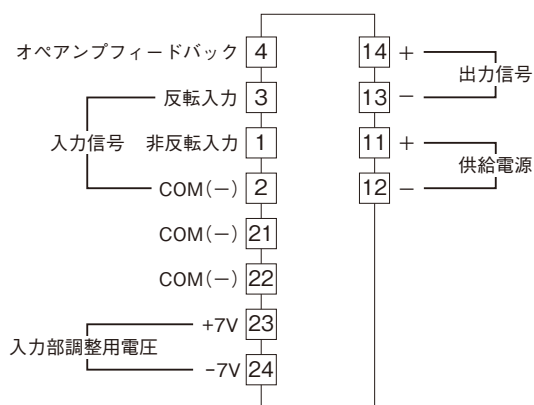 オペアンプフィードバック 4
14 + 
出力信号
反転入力 3
13 −
入力信号
非反転入力 1
11 +
供給電源
COM(−) 2
12 −
COM(−) 21
COM(−) 22
+7V 23
入力部調整用電圧
−7V 24